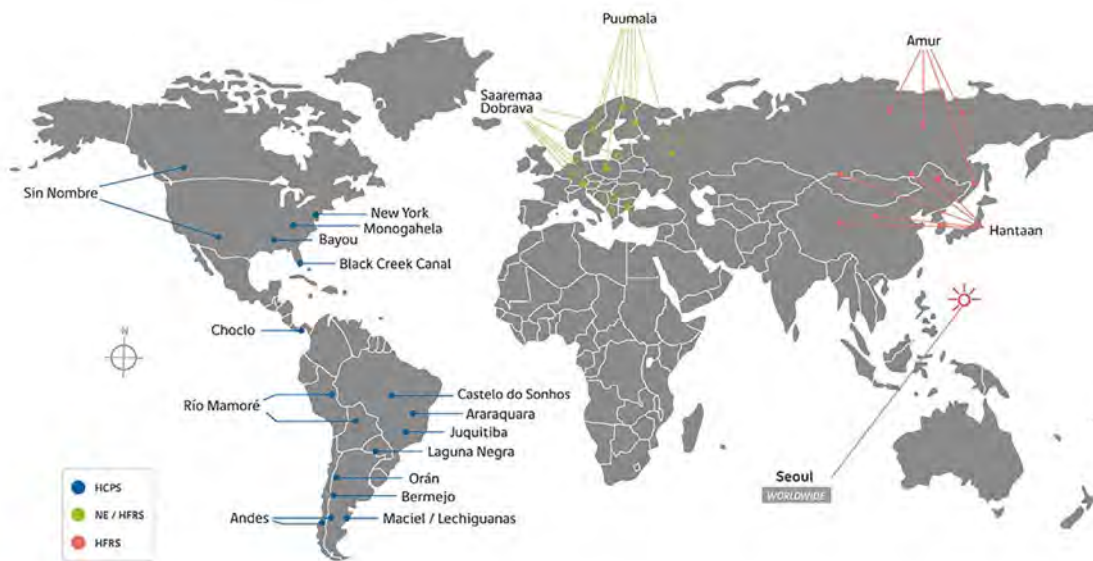 Puumala
Amur
Saaremaa
Dobrava
Sin Nombre
New York
Monogahela
Bayou
Hantaan
Black Creek Canal
Choclo
N
Castelo do Sonhos
Río Mamoré
Araraquara
Juquitiba
Laguna Negra
Orán
Seoul
WORLDWIDE
Bermejo
Andes
Maciel / Lechiguanas
HCPS
NE / HFRS
HFRS